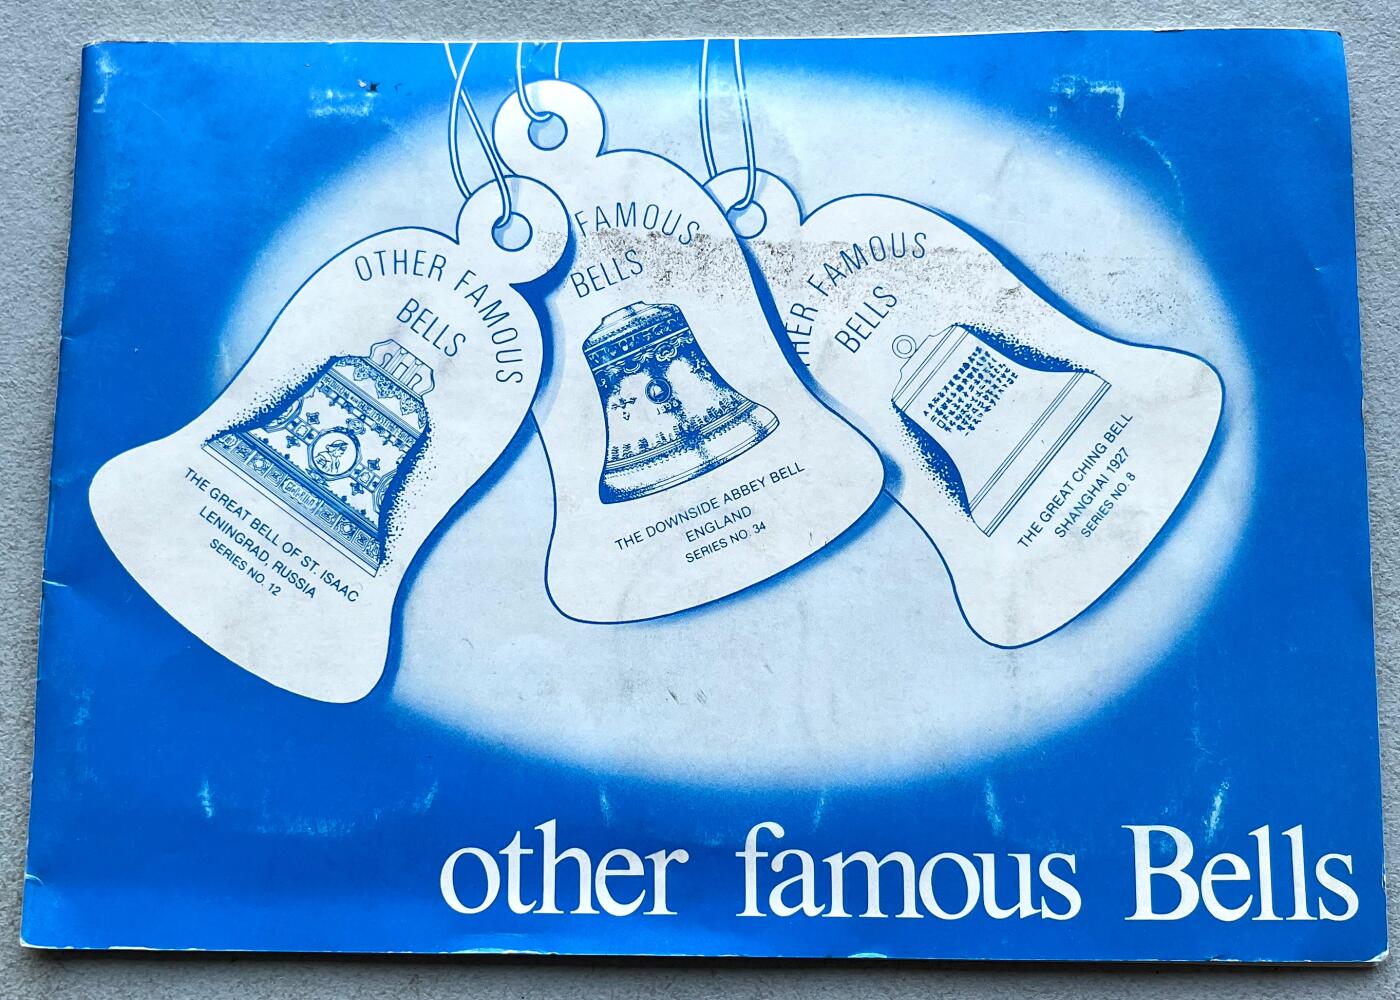 OTHER FAMOUS
BELLS
THE GREAT BELL OF ST. ISAAC
LENINGRAD, RUSSIA
SERIES NO. 12
FAMOUS
BELLS
THE DOWNSIDE ABBEY BELL
ENGLAND
SERIES NO. 34
HER FAMOUS
BELLS
THE GREAT CHING BELL
SHANGHAI 1927
SERIES NO. 8
other famous Bells